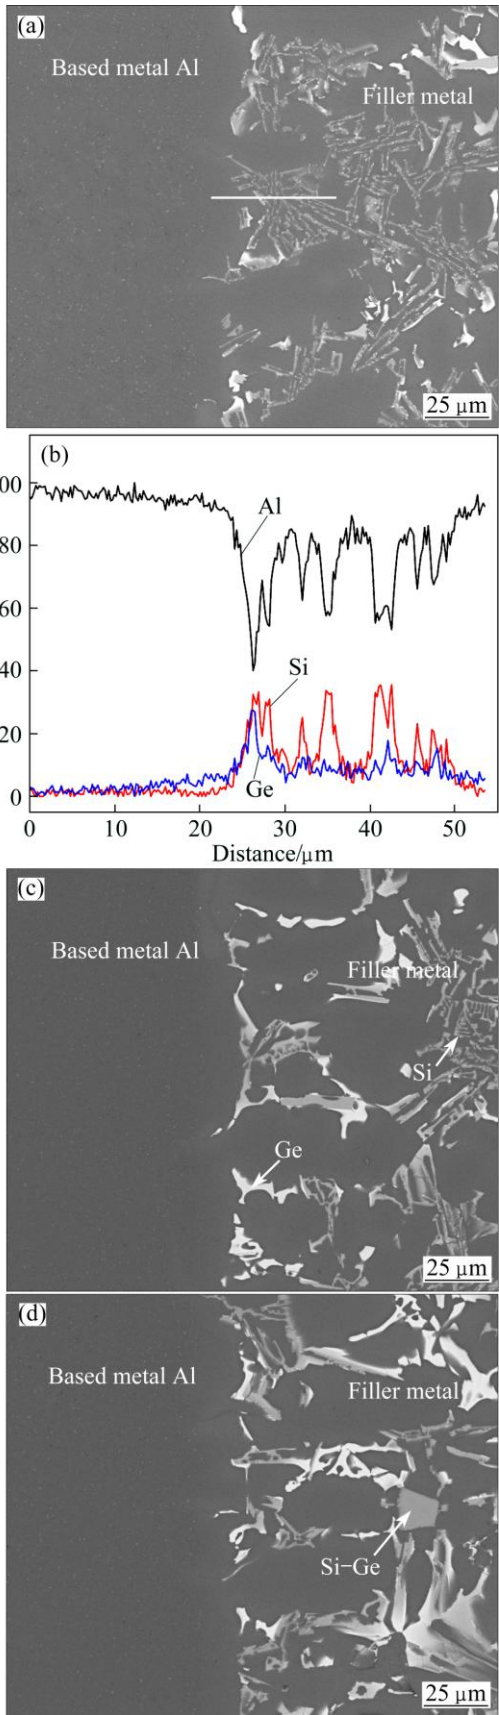 (a)
Based metal Al
Filler metal
25 μm
(b)
00
Al
80
60
40
Si
20
Ge
0
0 10 20 30 40 50
Distance/μm
(c)
Based metal Al
Filler metal
Si
Ge
25 μm
(d)
Based metal Al
Filler metal
Si−Ge
25 μm